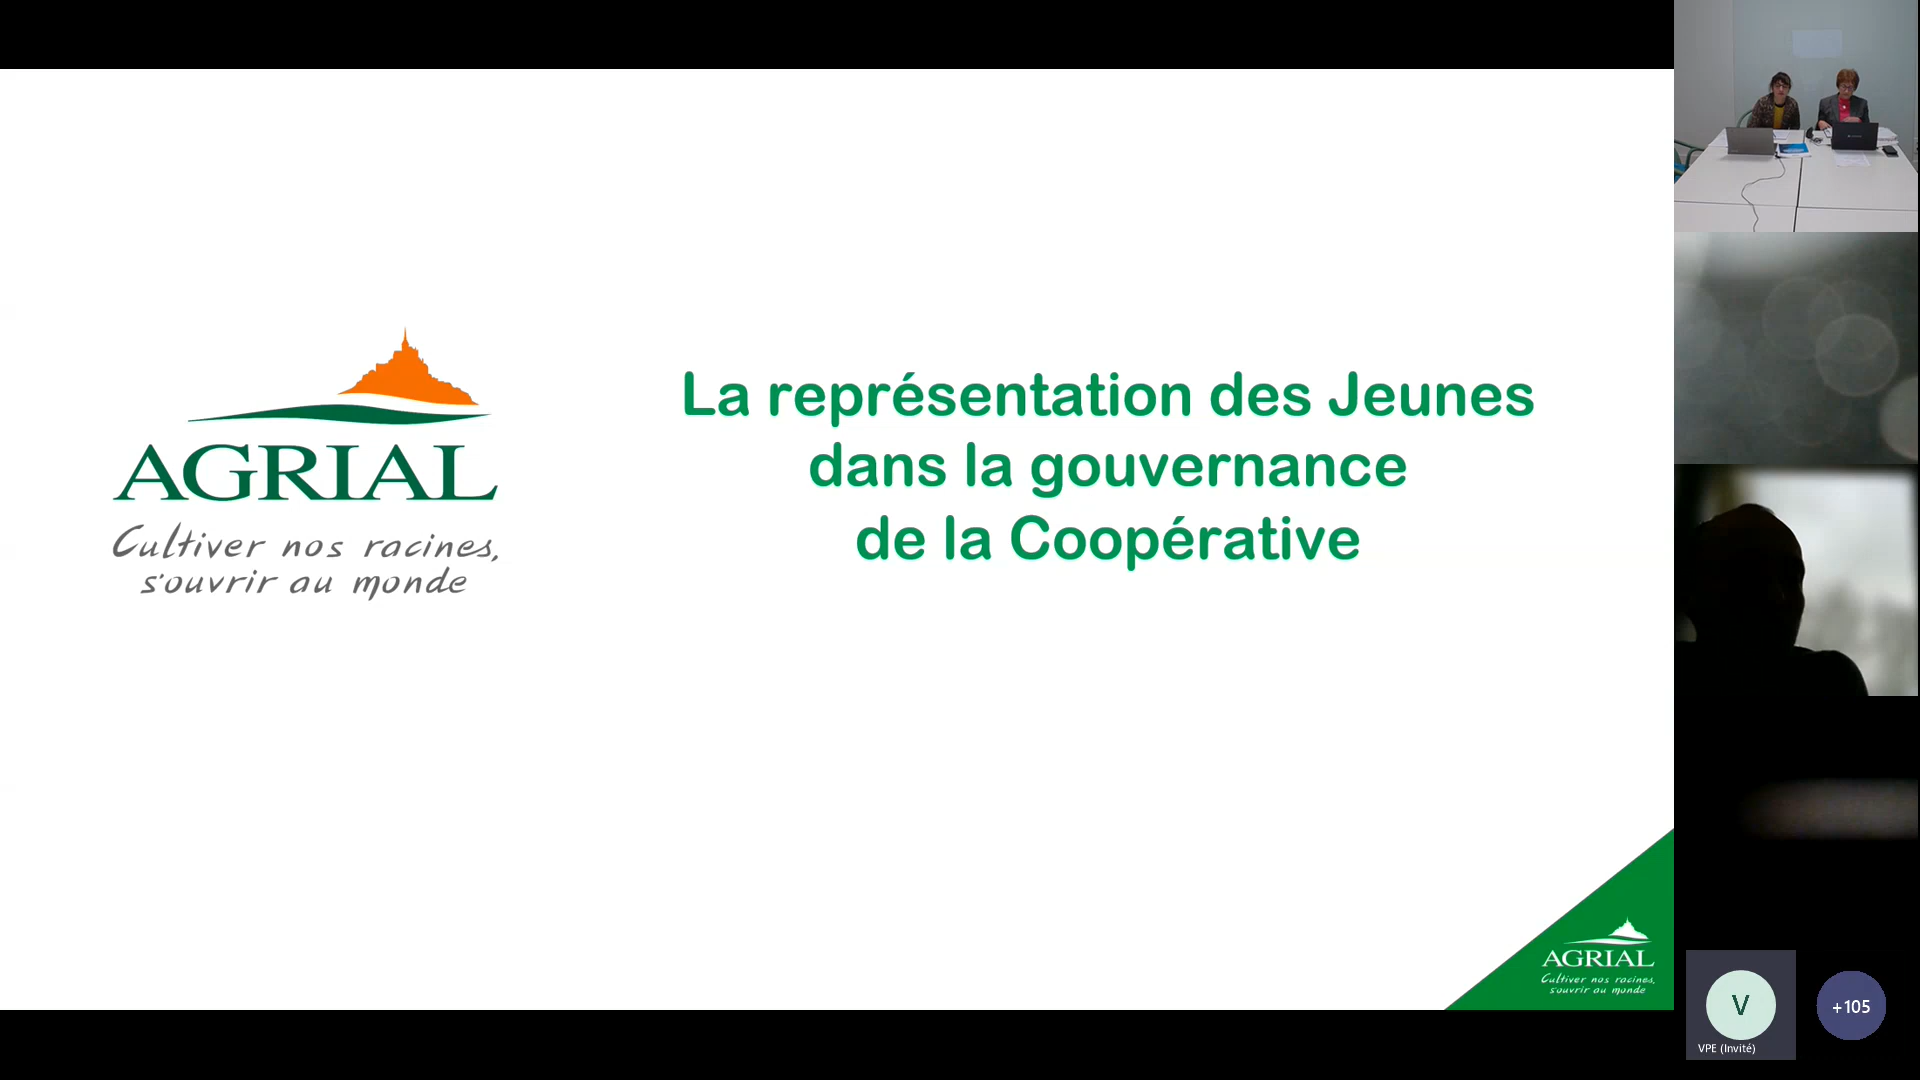 AGRIAL
Cultiver nos racines,
s'ouvrir au monde
La représentation des Jeunes
dans la gouvernance
de la Coopérative
AGRIAL
Cultiver nos racines,
s'ouvrir au monde
V
VPE (Invité)
+105